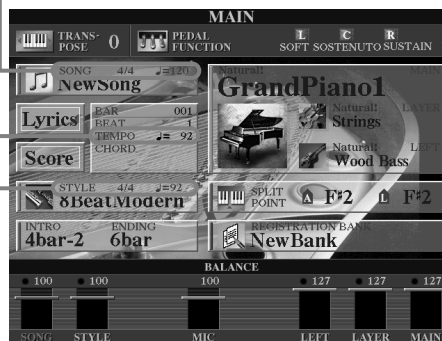 MAIN
TRANS-
POSE 0
PEDAL
FUNCTION
L C R
SOFT SOSTENUTO SUSTAIN
SONG 4/4 ♩=120
NewSong
Natural! MAIN
GrandPiano1
Lyrics
BAR 001
BEAT 1
TEMPO ♩= 92
CHORD
Score
Natural! LAYER
Strings
Natural! LEFT
Wood Bass
STYLE 4/4 ♩=92
8BeatModern
SPLIT
POINT A F♯2 L F♯2
INTRO ENDING
4bar-2 6bar
REGISTRATION BANK
NewBank
BALANCE
100 100 100 127 127 127
SONG STYLE MIC LEFT LAYER MAIN